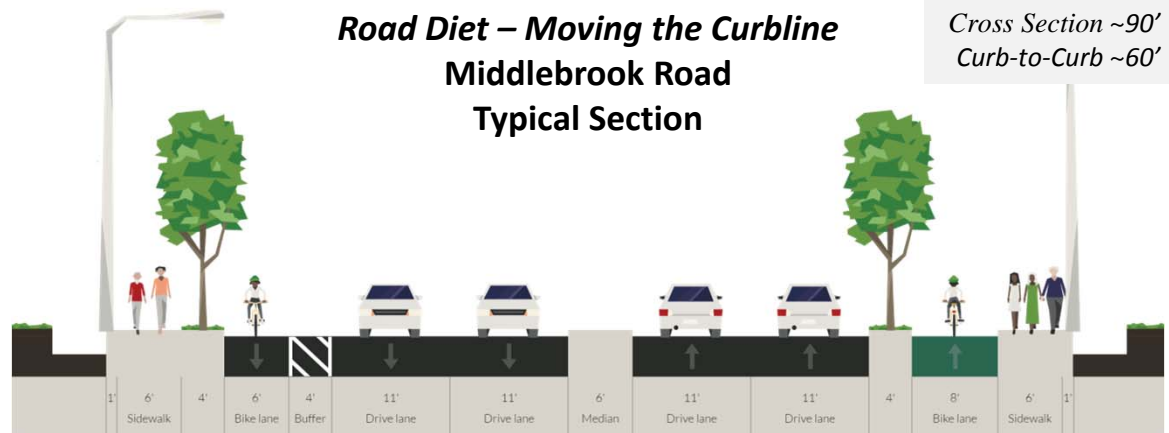 Road Diet – Moving the Curbline
Middlebrook Road
Typical Section
Cross Section ~90’
Curb-to-Curb ~60’
1' 6' 4' 6' 4' 11' 11' 6' 11' 11' 4' 8' 6' 1'
Sidewalk Bike lane Buffer Drive lane Drive lane Median Drive lane Drive lane Bike lane Sidewalk